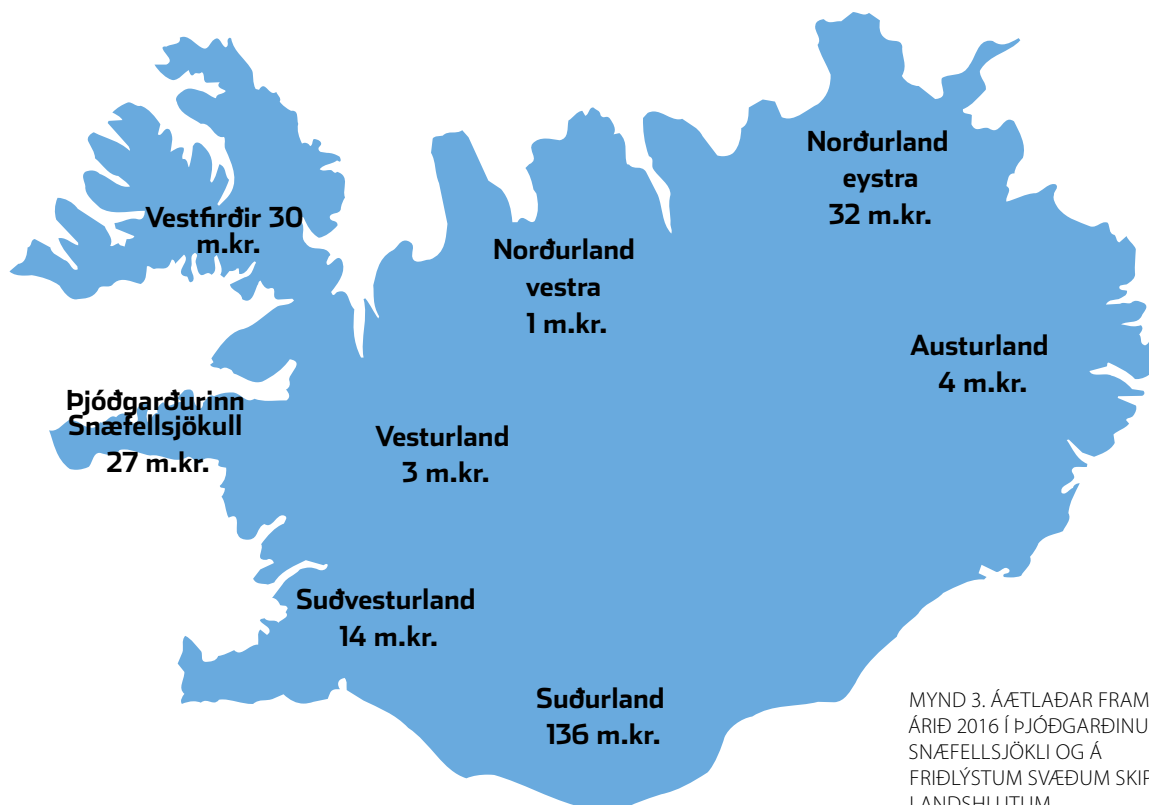 Norðurland
eystra
32 m.kr.
Vestfirðir 30
m.kr.
Norðurland
vestra
1 m.kr.
Austurland
4 m.kr.
Þjóðgarðurinn
Snæfellsjökull
27 m.kr.
Vesturland
3 m.kr.
Suðvesturland
14 m.kr.
Suðurland
136 m.kr.
MYND 3. ÁÆTLAÐAR FRAM
ÁRIÐ 2016 Í ÞJÓÐGARÐINU
SNÆFELLSJÖKLI OG Á
FRIÐLÝSTUM SVÆÐUM SKIP
LANDSHLUTUM